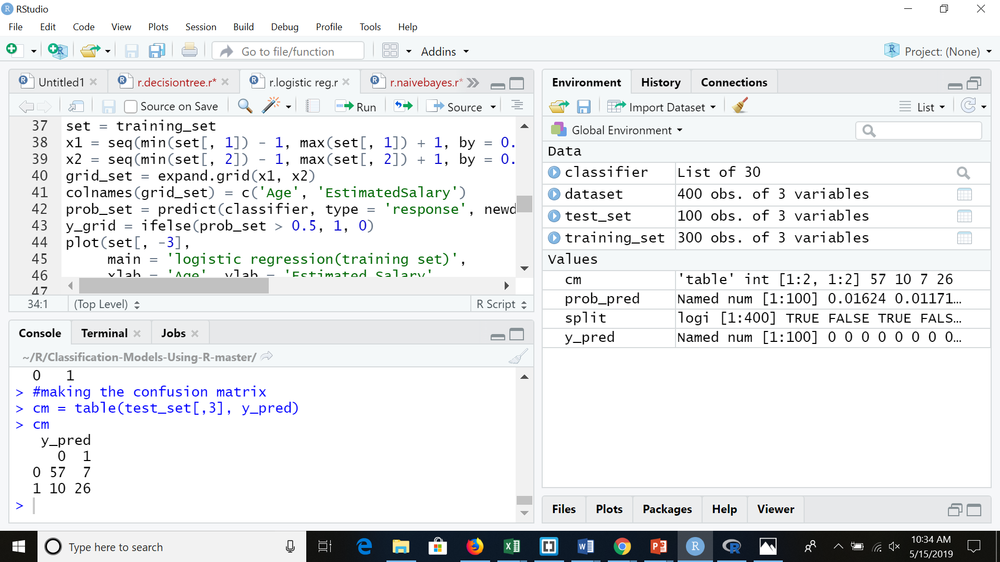 RStudio
File Edit Code View Plots Session Build Debug Profile Tools Help
Go to file/function Addins Project: (None)
Untitled1 r.decisiontree.r* r.logistic reg.r r.naivebayes.r*
Source on Save Run Source
37 set = training_set
38 x1 = seq(min(set[, 1]) - 1, max(set[, 1]) + 1, by = 0.
39 x2 = seq(min(set[, 2]) - 1, max(set[, 2]) + 1, by = 0.
40 grid_set = expand.grid(x1, x2)
41 colnames(grid_set) = c('Age', 'EstimatedSalary')
42 prob_set = predict(classifier, type = 'response', newd
43 y_grid = ifelse(prob_set > 0.5, 1, 0)
44 plot(set[, -3],
45 main = 'logistic regression(training set)',
46 xlab = 'Age', ylab = 'Estimated Salary'
47
34:1 (Top Level) R Script
Console Terminal Jobs
~/R/Classification-Models-Using-R-master/
0 1
> #making the confusion matrix
> cm = table(test_set[,3], y_pred)
> cm
y_pred
0 1
0 57 7
1 10 26
>
Environment History Connections
Import Dataset List
Global Environment
Data
classifier List of 30
dataset 400 obs. of 3 variables
test_set 100 obs. of 3 variables
training_set 300 obs. of 3 variables
Values
cm 'table' int [1:2, 1:2] 57 10 7 26
prob_pred Named num [1:100] 0.01624 0.01171…
split logi [1:400] TRUE FALSE TRUE FALS…
y_pred Named num [1:100] 0 0 0 0 0 0 0 0…
Files Plots Packages Help Viewer
Type here to search
10:34 AM
5/15/2019